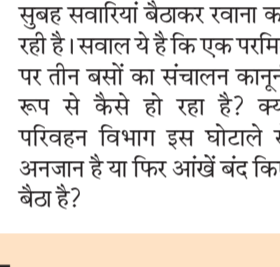 सुबह सवारियां बैठाकर रवाना क
रही है। सवाल ये है कि एक परमि
पर तीन बसों का संचालन कानून
रूप से कैसे हो रहा है? क्य
परिवहन विभाग इस घोटाले
अनजान है या फिर आंखें बंद कि
बैठा है?